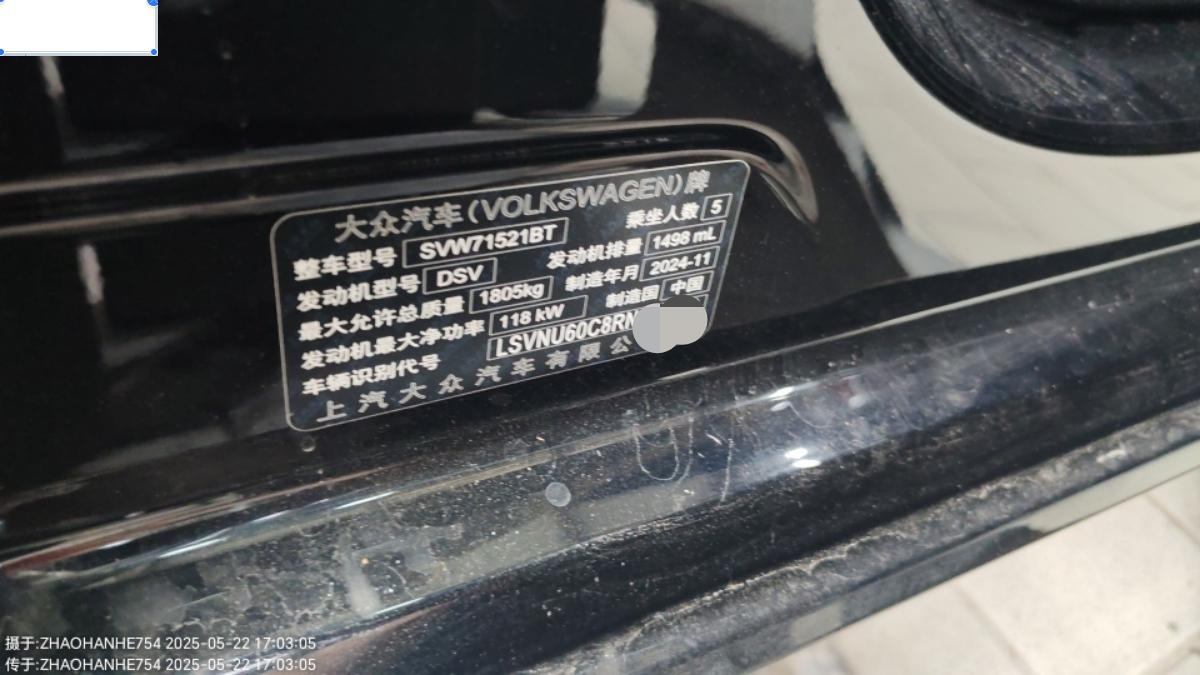 大众汽车(VOLKSWAGEN)牌
整车型号 SVW71521BT 乘坐人数 5
发动机型号 DSV 发动机排量 1498 mL
最大允许总质量 1805kg 制造年月 2024-11
发动机最大净功率 118 kW 制造国 中国
车辆识别代号 LSVNU60C8RN
上汽大众汽车有限公
摄于:ZHAOHANHE754 2025-05-22 17:03:05
传于:ZHAOHANHE754 2025-05-22 17:03:05